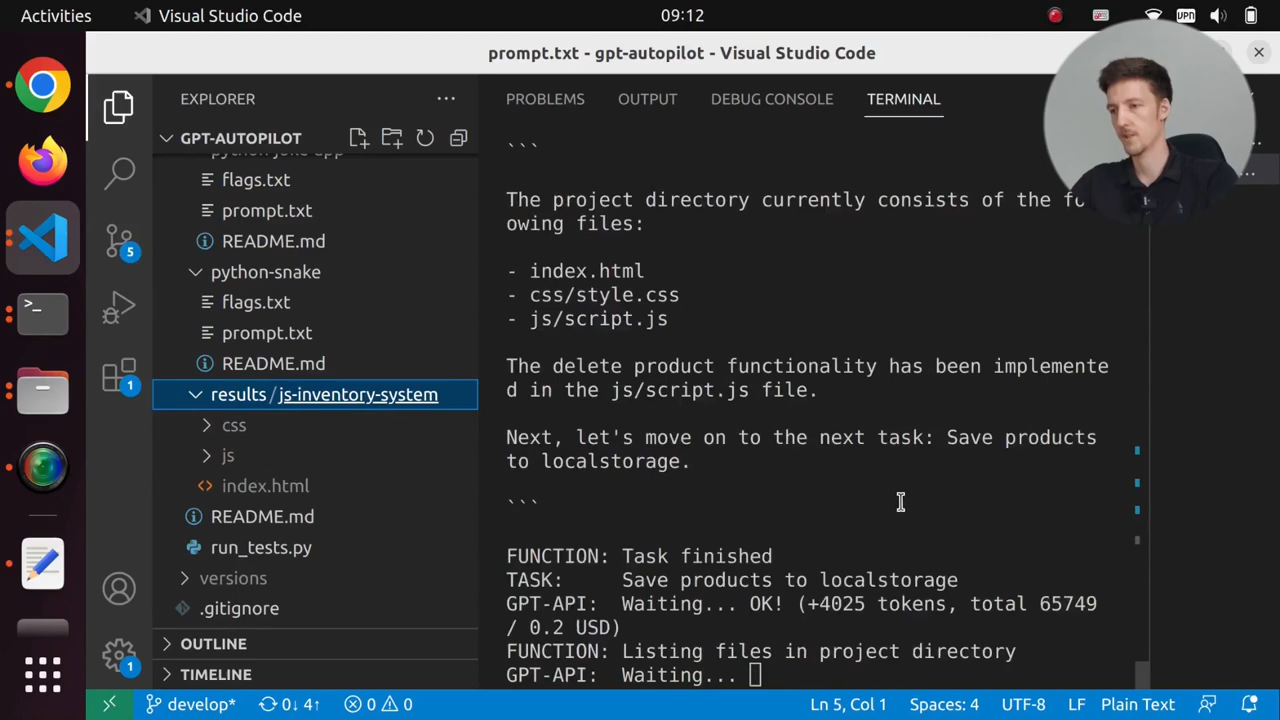 Activities
Visual Studio Code
09:12
VPN
prompt.txt - gpt-autopilot - Visual Studio Code
EXPLORER
GPT-AUTOPILOT
python-joke-app
flags.txt
prompt.txt
README.md
python-snake
flags.txt
prompt.txt
README.md
results/js-inventory-system
css
js
index.html
README.md
run_tests.py
versions
.gitignore
OUTLINE
TIMELINE
5
1
1
PROBLEMS OUTPUT DEBUG CONSOLE TERMINAL
```
The project directory currently consists of the fo
owing files:
- index.html
- css/style.css
- js/script.js
The delete product functionality has been implemente
d in the js/script.js file.
Next, let's move on to the next task: Save products
to localstorage.
```
FUNCTION: Task finished
TASK: Save products to localstorage
GPT-API: Waiting... OK! (+4025 tokens, total 65749
/ 0.2 USD)
FUNCTION: Listing files in project directory
GPT-API: Waiting...
develop* 0↓ 4↑ 0 0 Ln 5, Col 1 Spaces: 4 UTF-8 LF Plain Text